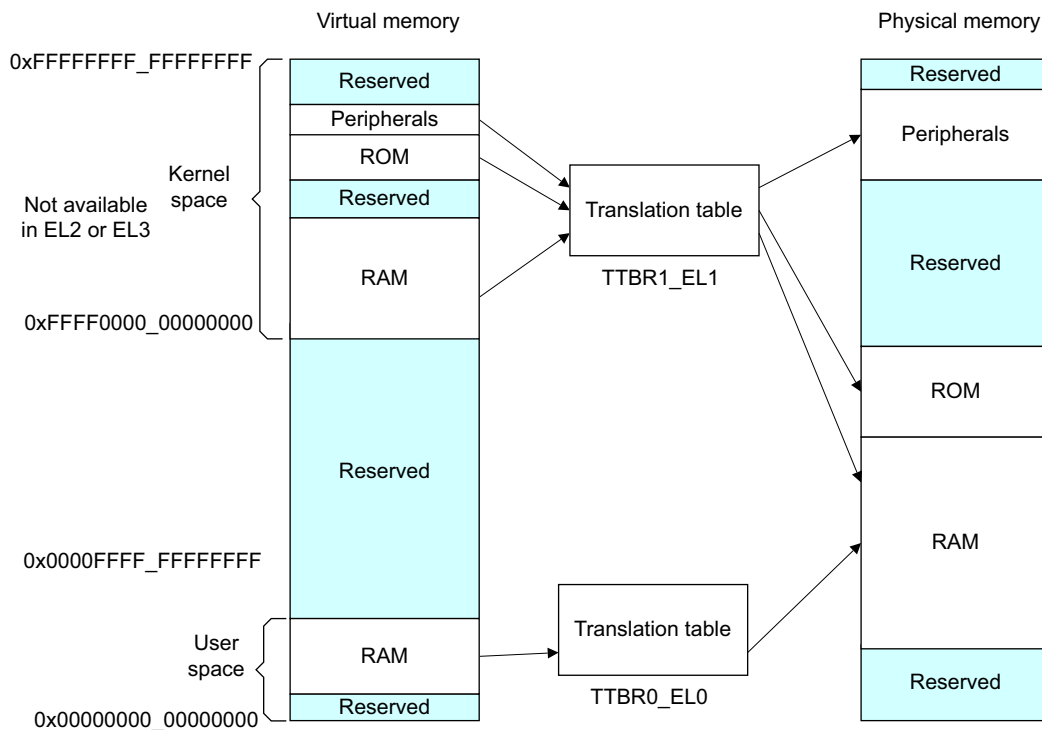 Virtual memory
Physical memory
0xFFFFFFFF_FFFFFFFF
Reserved
Peripherals
ROM
Reserved
RAM
Kernel
space
Not available
in EL2 or EL3
0xFFFF0000_00000000
Reserved
0x0000FFFF_FFFFFFFF
User
space
RAM
Reserved
0x00000000_00000000
Translation table
TTBR1_EL1
Translation table
TTBR0_EL0
Reserved
Peripherals
Reserved
ROM
RAM
Reserved